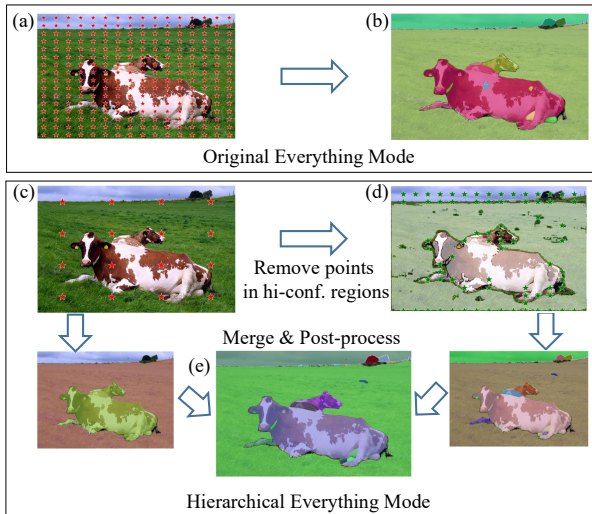 (a)
(b)
Original Everything Mode
(c)
(d)
Remove points
in hi-conf. regions
Merge & Post-process
(e)
Hierarchical Everything Mode